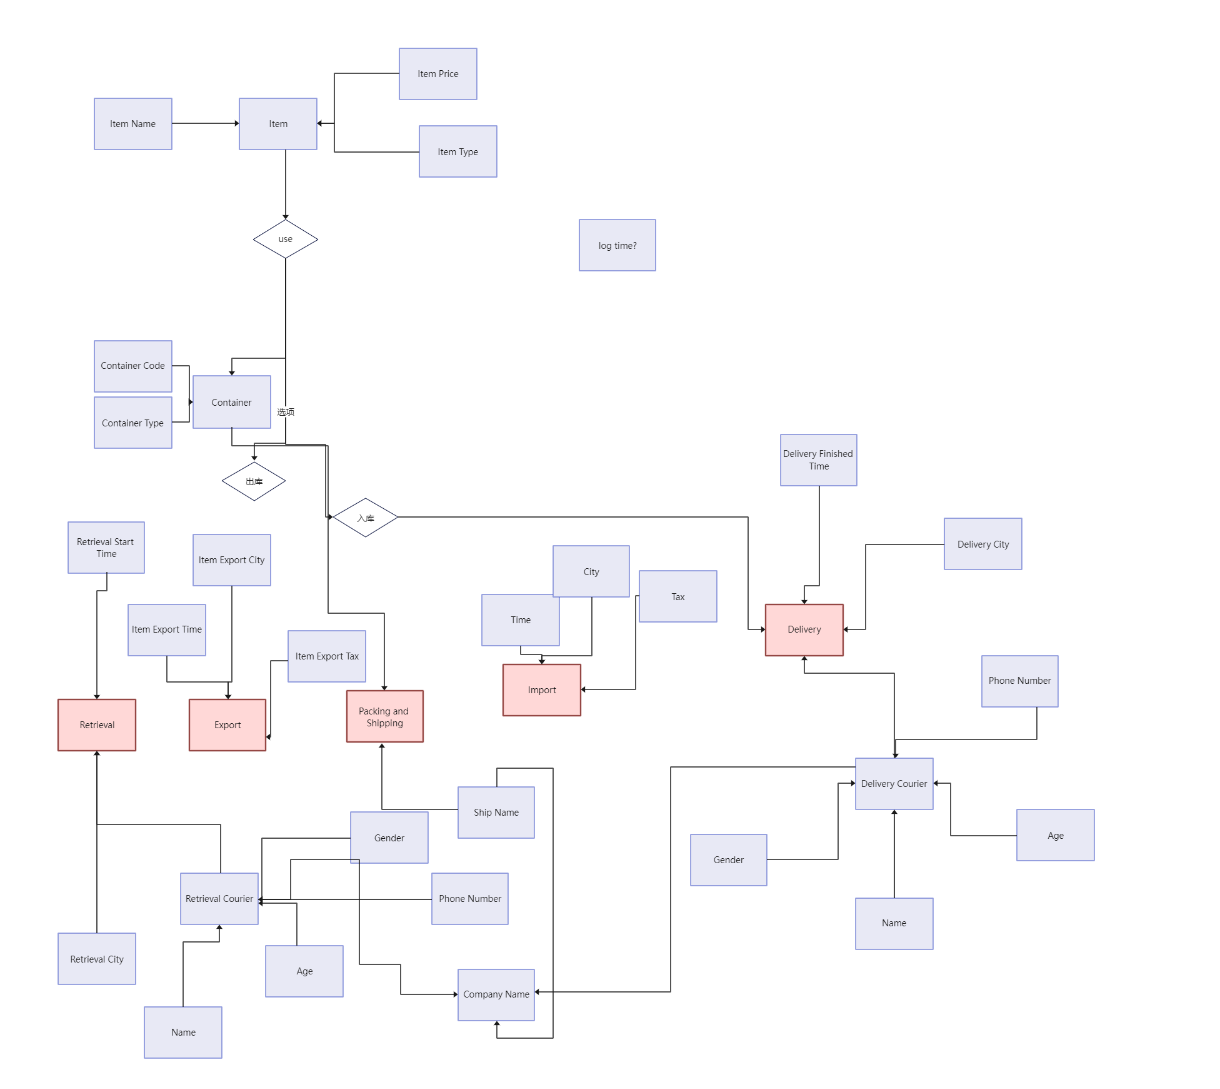 Item Price
Item Name
Item
Item Type
use
log time?
Container Code
Container
选项
Container Type
Delivery Finished
Time
出库
入库
Retrieval Start
Time
Item Export City
City
Delivery City
Tax
Item Export Time
Time
Delivery
Item Export Tax
Import
Phone Number
Retrieval
Export
Packing and
Shipping
Delivery Courier
Ship Name
Gender
Gender
Age
Retrieval Courier
Phone Number
Name
Retrieval City
Age
Company Name
Name